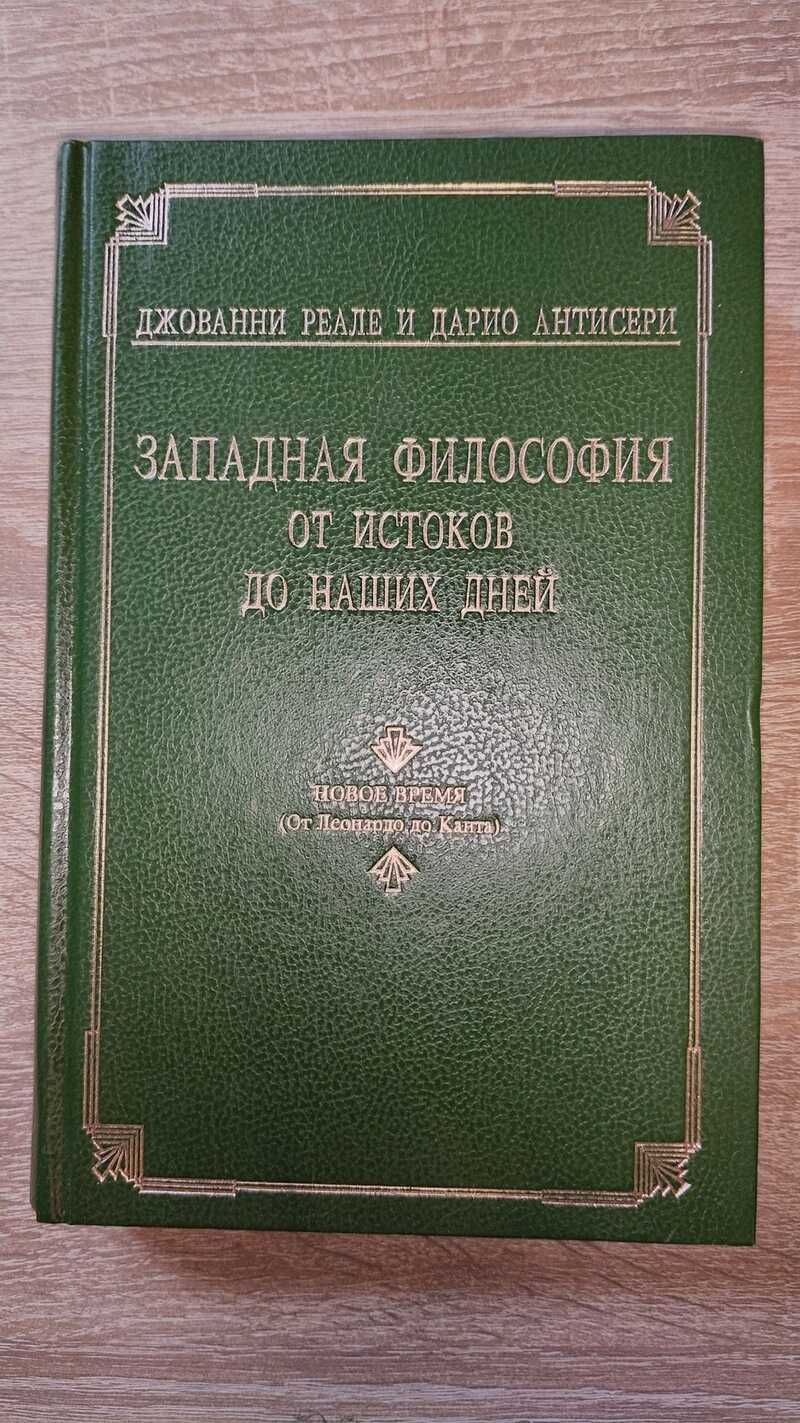 ДЖОВАННИ РЕАЛЕ И ДАРИО АНТИСЕРИ
ЗАПАДНАЯ ФИЛОСОФИЯ
ОТ ИСТОКОВ
ДО НАШИХ ДНЕЙ
НОВОЕ ВРЕМЯ
(От Леонардо до Канта)